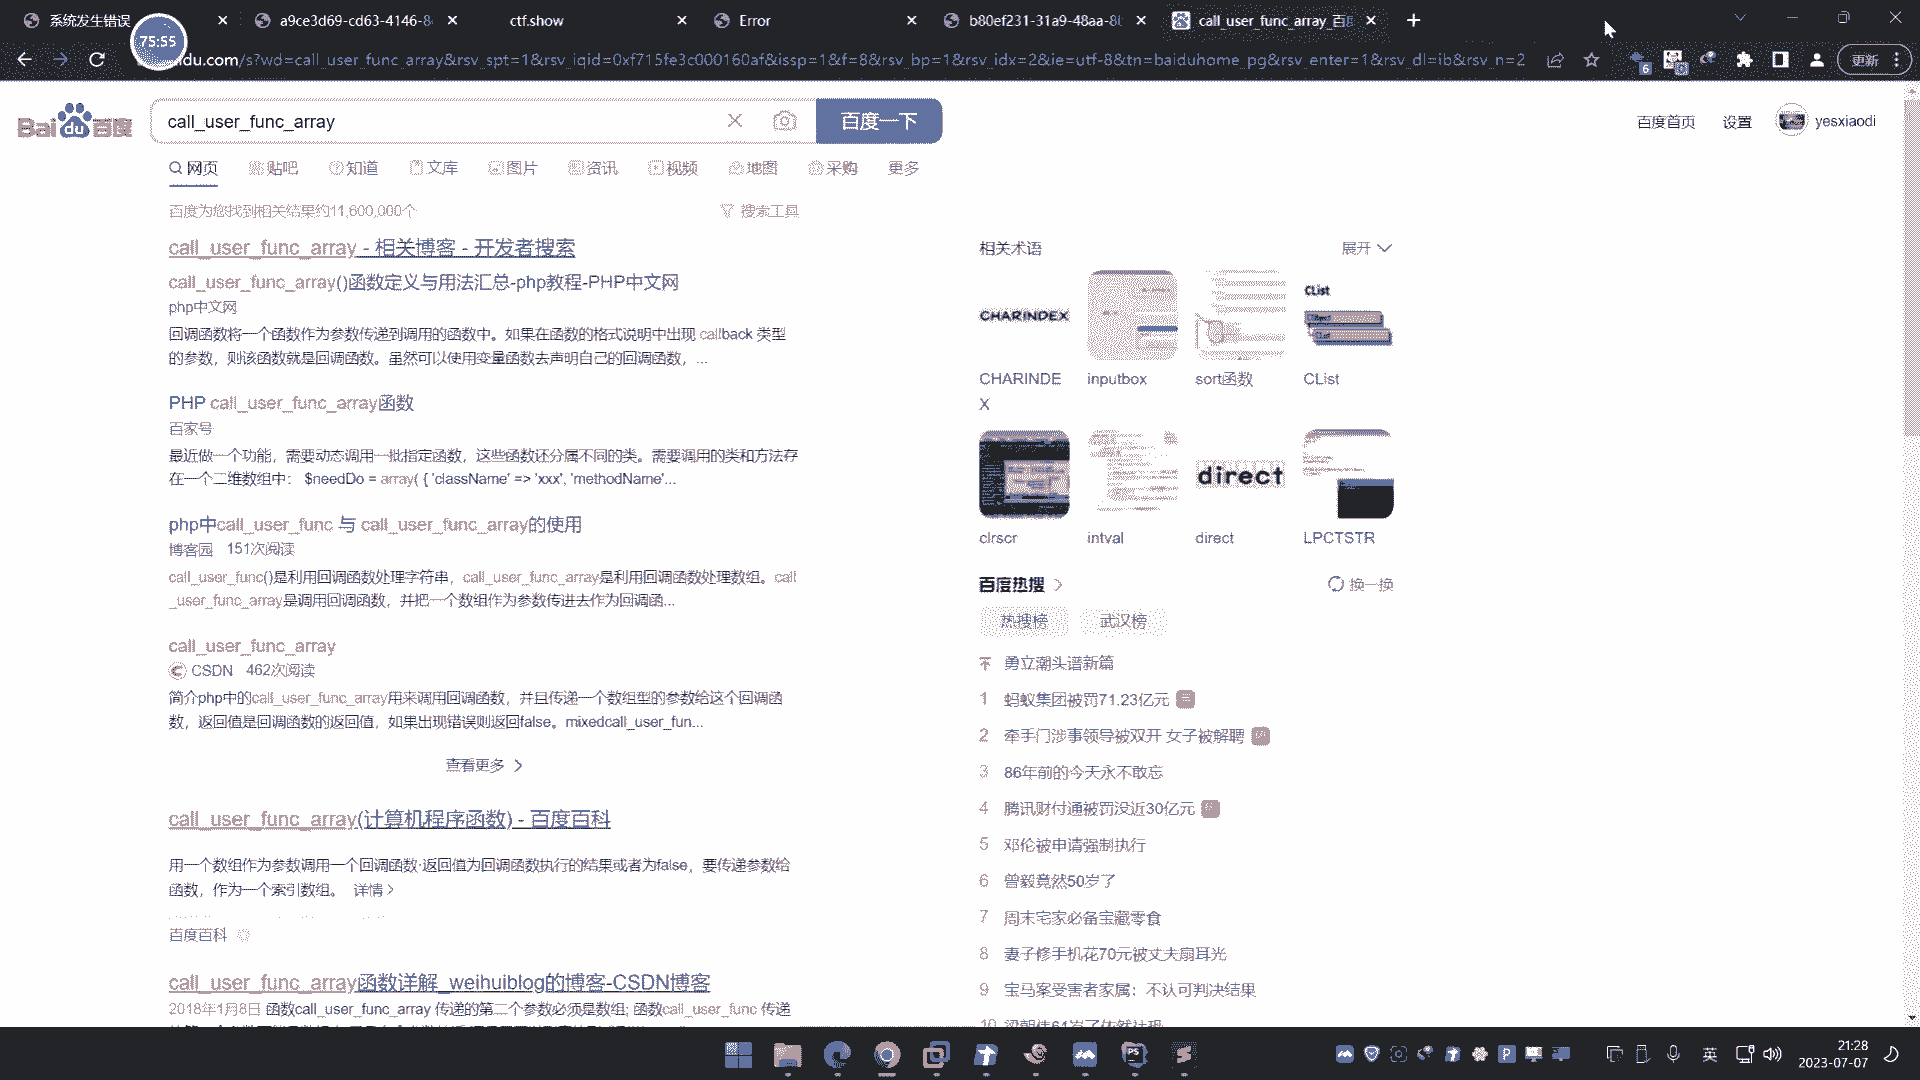 系统发生错误
a9ce3d69-cd63-4146-8
ctf.show
Error
b80ef231-31a9-48aa-8
call_user_func_array_百度
75:55
du.com/s?wd=call_user_func_array&rsv_spt=1&rsv_iqid=0xf715fe3c000160af&issp=1&f=8&rsv_bp=1&rsv_idx=2&ie=utf-8&tn=baiduhome_pg&rsv_enter=1&rsv_dl=ib&rsv_n=2
6
更新
Bai du 百度
call_user_func_array
百度一下
百度首页
设置
yesxiaodi
网页
贴吧
知道
文库
图片
资讯
视频
地图
采购
更多
百度为您找到相关结果约11,600,000个
搜索工具
call_user_func_array - 相关博客 - 开发者搜索
call_user_func_array()函数定义与用法汇总-php教程-PHP中文网
php中文网
回调函数将一个函数作为参数传递到调用的函数中。如果在函数的格式说明中出现 callback 类型
的参数，则该函数就是回调函数。虽然可以使用变量函数去声明自己的回调函数，...
PHP call_user_func_array函数
百家号
最近做一个功能，需要动态调用一批指定函数，这些函数还分属不同的类。需要调用的类和方法存
在一个二维数组中： $needDo = array( { 'className' => 'xxx', 'methodName'...
php中call_user_func 与 call_user_func_array的使用
博客园 151次阅读
call_user_func()是利用回调函数处理字符串，call_user_func_array是利用回调函数处理数组。call
_user_func_array是调用回调函数，并把一个数组作为参数传进去作为回调函...
call_user_func_array
CSDN 462次阅读
简介php中的call_user_func_array用来调用回调函数，并且传递一个数组型的参数给这个回调函
数，返回值是回调函数的返回值，如果出现错误则返回false。mixedcall_user_fun...
查看更多
call_user_func_array(计算机程序函数) - 百度百科
用一个数组作为参数调用一个回调函数·返回值为回调函数执行的结果或者为false，要传递参数给
函数，作为一个索引数组。 详情
百度百科
call_user_func_array函数详解_weihuiblog的博客-CSDN博客
2018年1月8日 函数call_user_func_array 传递的第二个参数必须是数组; 函数call_user_func 传递
相关术语
展开
CHARINDEX
CList
CHARINDE
X
inputbox
sort函数
CList
direct
clrscr
intval
direct
LPCTSTR
百度热搜
换一换
热搜榜
武汉榜
勇立潮头谱新篇
1 蚂蚁集团被罚71.23亿元
2 牵手门涉事领导被双开 女子被解聘
3 86年前的今天永不敢忘
4 腾讯财付通被罚没近30亿元
5 邓伦被申请强制执行
6 曾毅竟然50岁了
7 周末宅家必备宝藏零食
8 妻子修手机花70元被丈夫扇耳光
9 宝马案受害者家属：不认可判决结果
英
21:28
2023-07-07